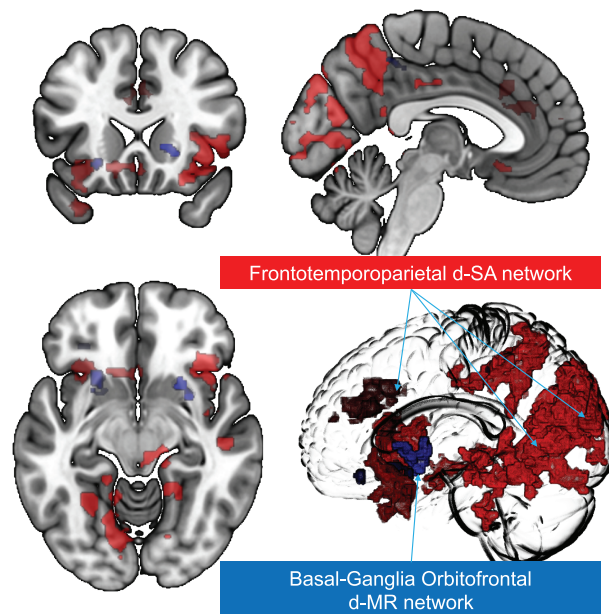 Frontotemporoparietal d-SA network
Basal-Ganglia Orbitofrontal
d-MR network